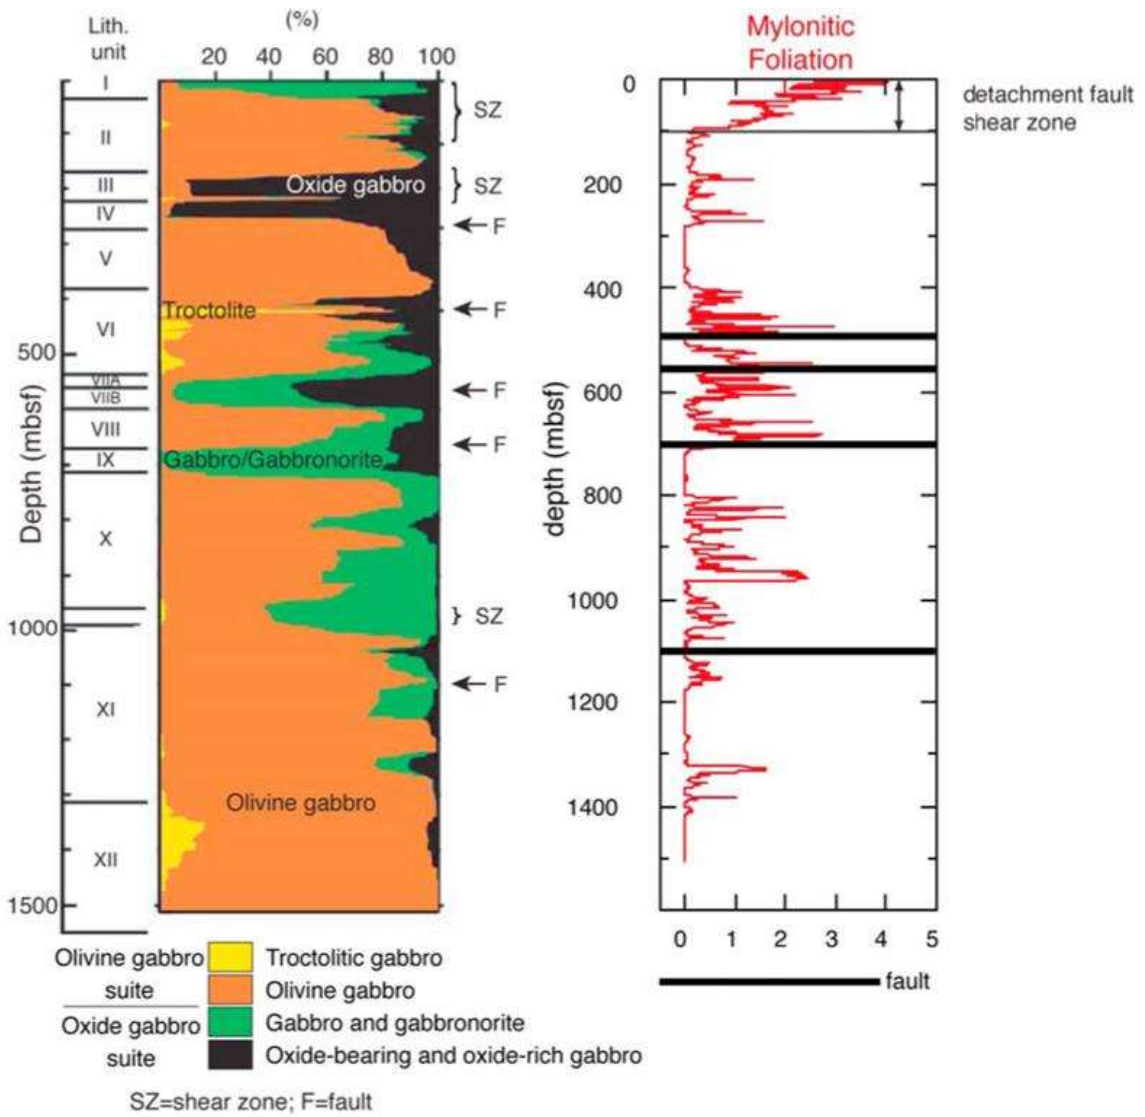 Lith.
unit
(%)
20 40 60 80 100
I
II
III
IV
V
VI
VIIA
VIIB
VIII
IX
X
XI
XII
Depth (mbsf)
500
1000
1500
Oxide gabbro
Troctolite
Gabbro/Gabbronorite
Olivine gabbro
SZ
SZ
F
F
F
F
SZ
F
Olivine gabbro
suite
Oxide gabbro
suite
Troctolitic gabbro
Olivine gabbro
Gabbro and gabbronorite
Oxide-bearing and oxide-rich gabbro
SZ=shear zone; F=fault
Mylonitic
Foliation
detachment fault
shear zone
depth (mbsf)
0
200
400
600
800
1000
1200
1400
0 1 2 3 4 5
fault